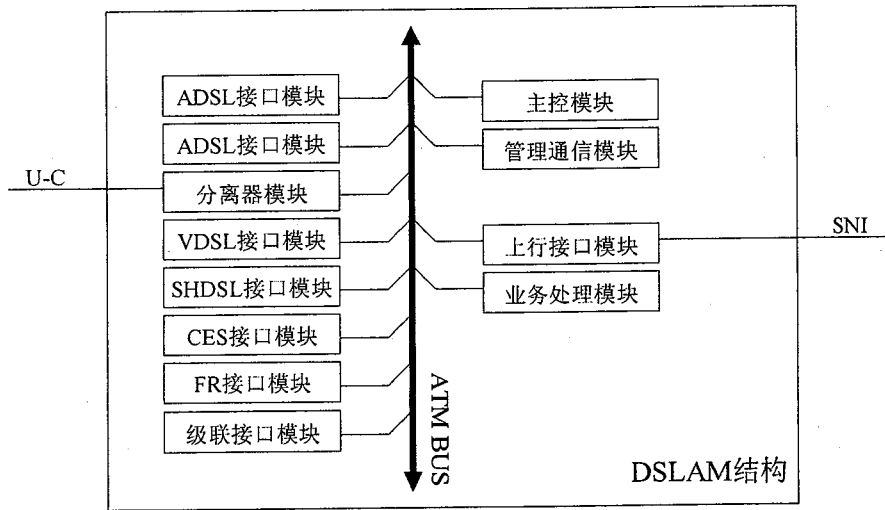 ADSL接口模块
ADSL接口模块
U-C
分离器模块
VDSL接口模块
SHDSL接口模块
CES接口模块
FR接口模块
级联接口模块
主控模块
管理通信模块
上行接口模块
SNI
业务处理模块
ATM BUS
DSLAM结构